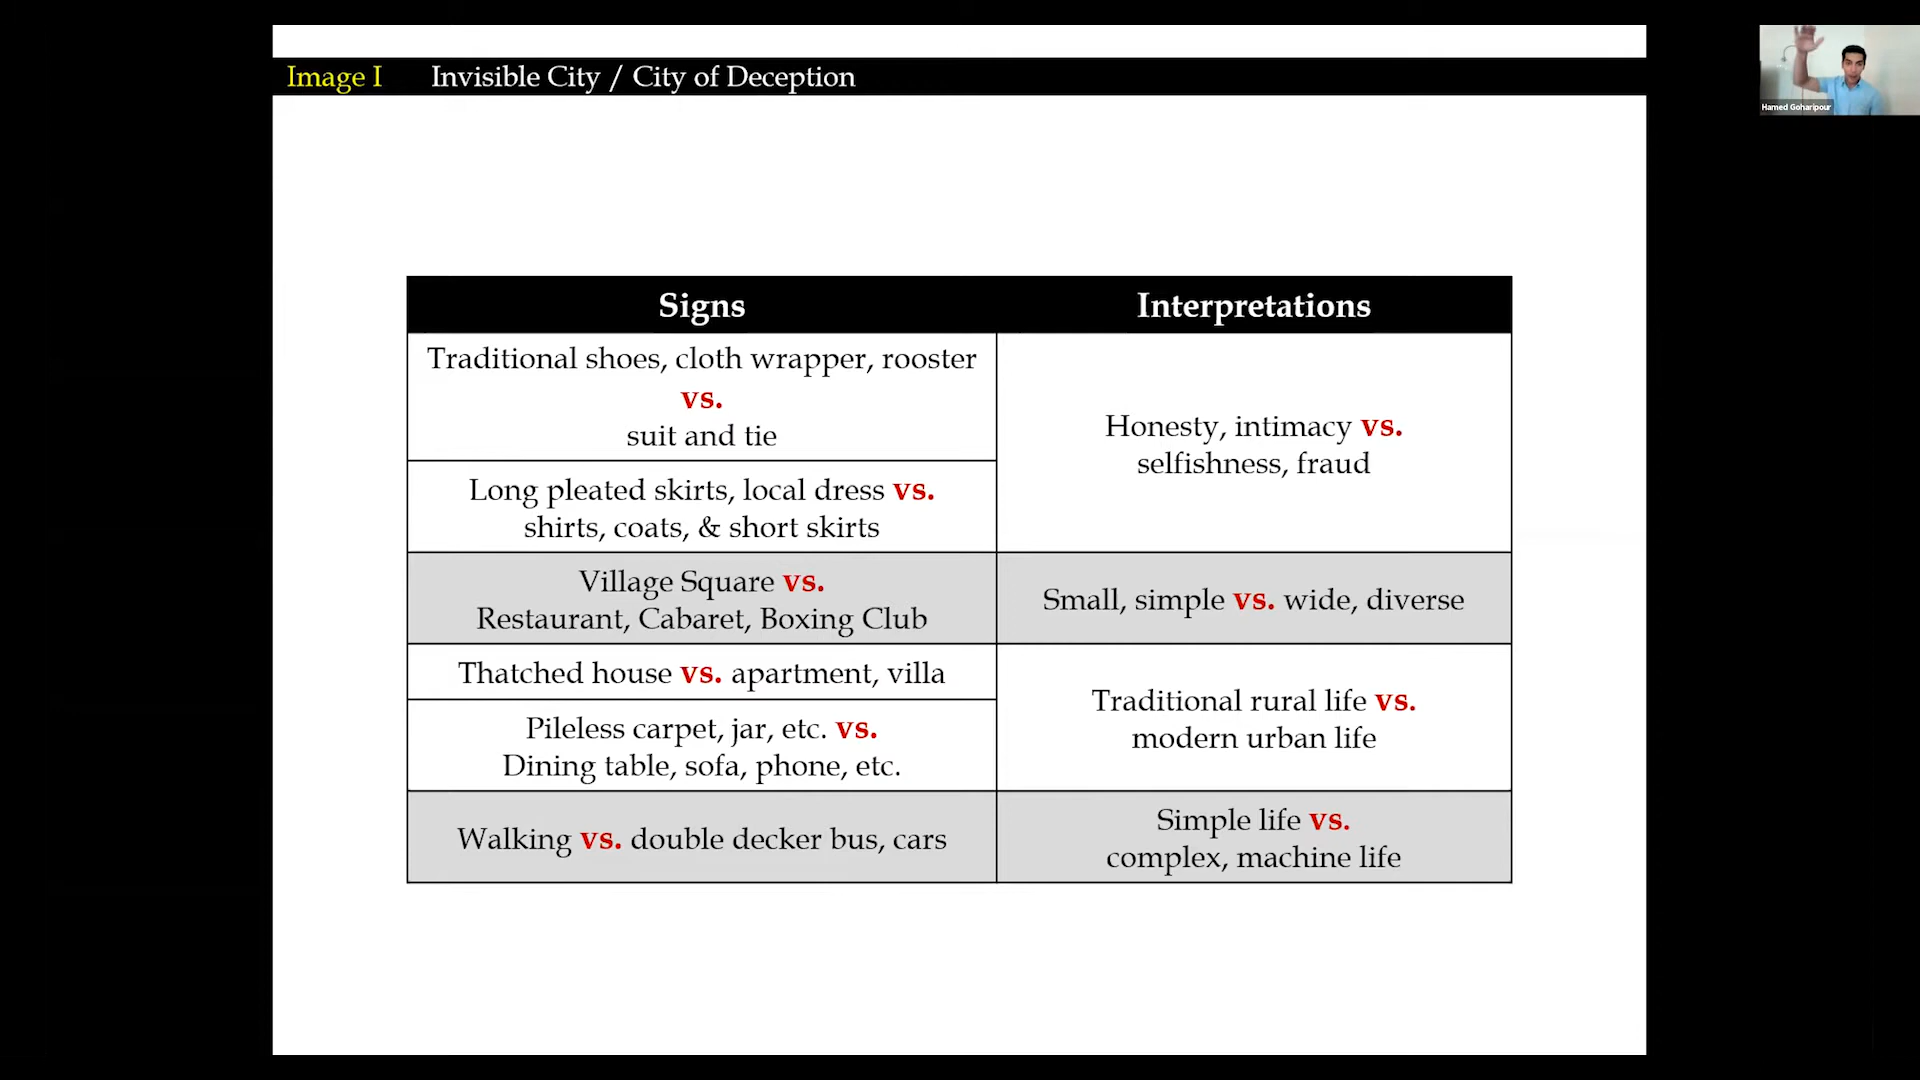 Image I Invisible City / City of Deception
Hamed Goharipour
Signs Interpretations
Traditional shoes, cloth wrapper, rooster
vs.
suit and tie
Long pleated skirts, local dress vs.
shirts, coats, & short skirts
Honesty, intimacy vs.
selfishness, fraud
Village Square vs.
Restaurant, Cabaret, Boxing Club
Small, simple vs. wide, diverse
Thatched house vs. apartment, villa
Pileless carpet, jar, etc. vs.
Dining table, sofa, phone, etc.
Traditional rural life vs.
modern urban life
Walking vs. double decker bus, cars
Simple life vs.
complex, machine life